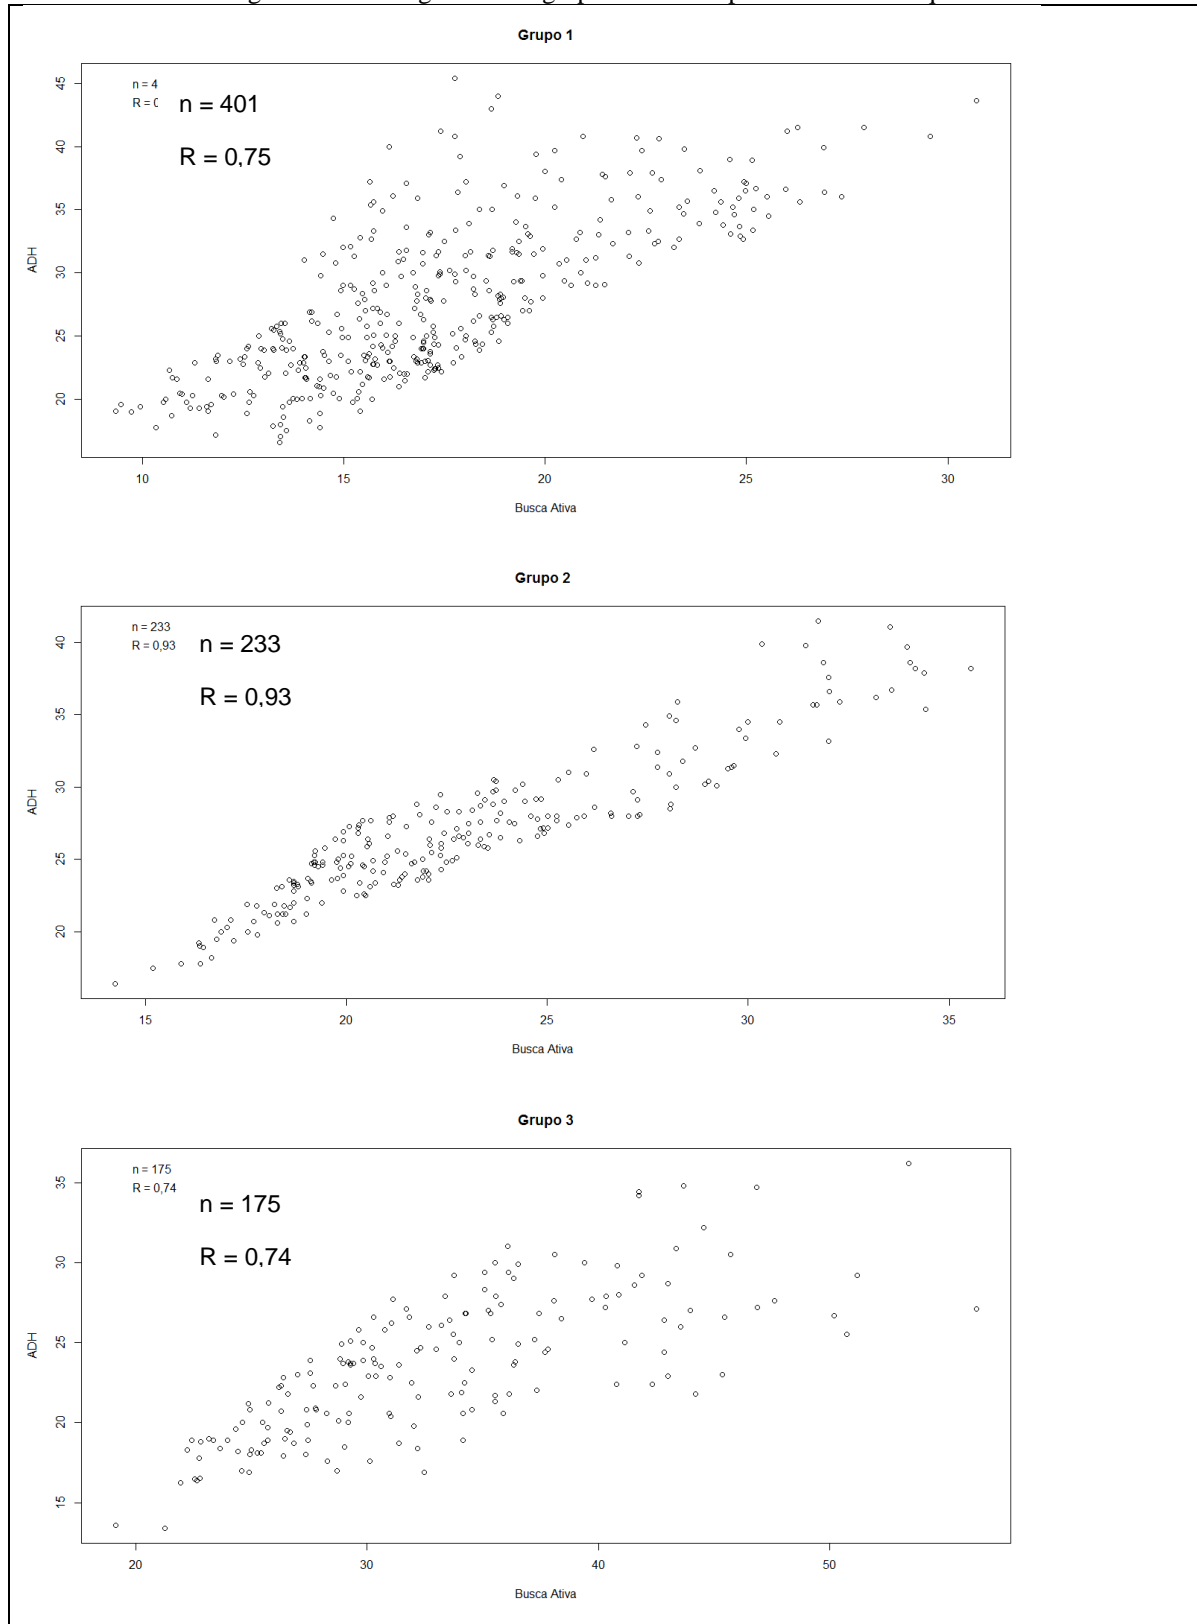 Grupo 1
n = 4
R = 0
n = 401
R = 0,75
45
40
35
30
25
20
ADH
10 15 20 25 30
Busca Ativa
Grupo 2
n = 233
R = 0,93
n = 233
R = 0,93
40
35
30
25
20
ADH
15 20 25 30 35
Busca Ativa
Grupo 3
n = 175
R = 0,74
n = 175
R = 0,74
35
30
25
20
15
ADH
20 30 40 50
Busca Ativa